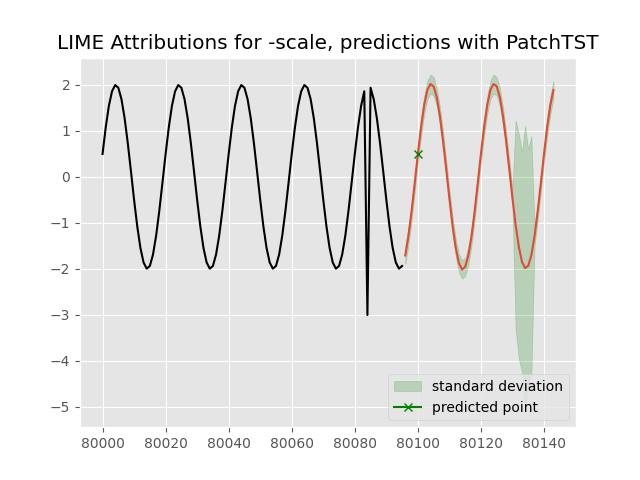 LIME Attributions for -scale, predictions with PatchTST
2
1
0
−1
−2
−3
−4
−5
standard deviation
predicted point
80000 80020 80040 80060 80080 80100 80120 80140